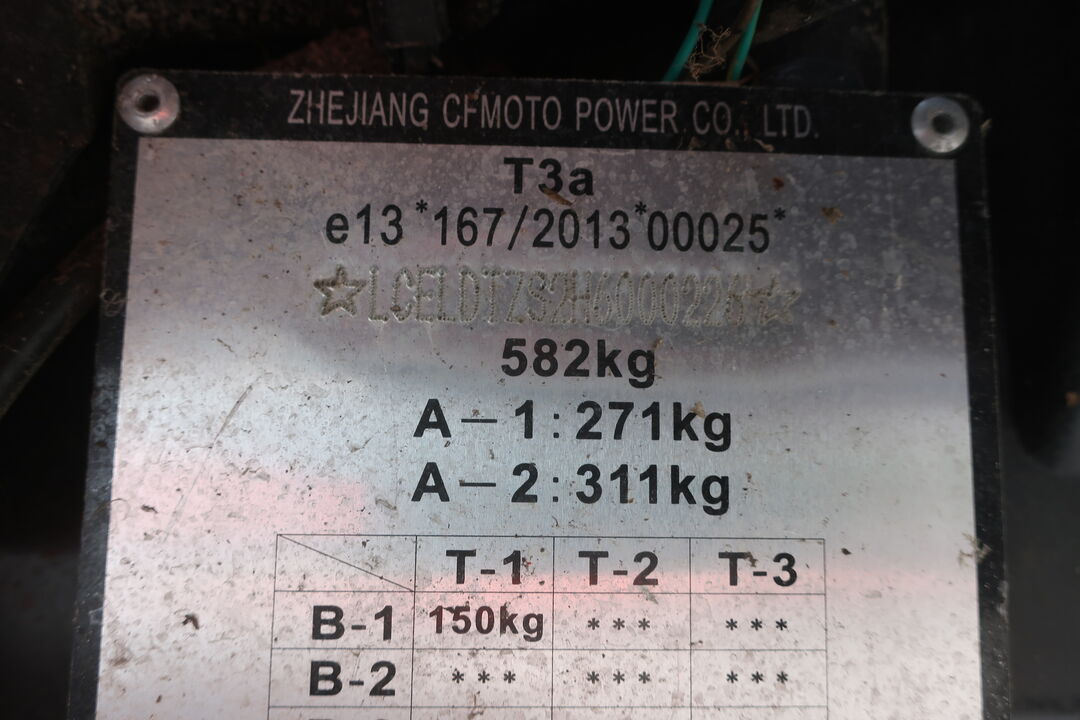 ZHEJIANG CFMOTO POWER CO., LTD.
T3a
e13*167/2013*00025*
582kg
A-1:271kg
A-2:311kg
T-1 T-2 T-3
B-1 150kg *** ***
B-2 *** *** ***